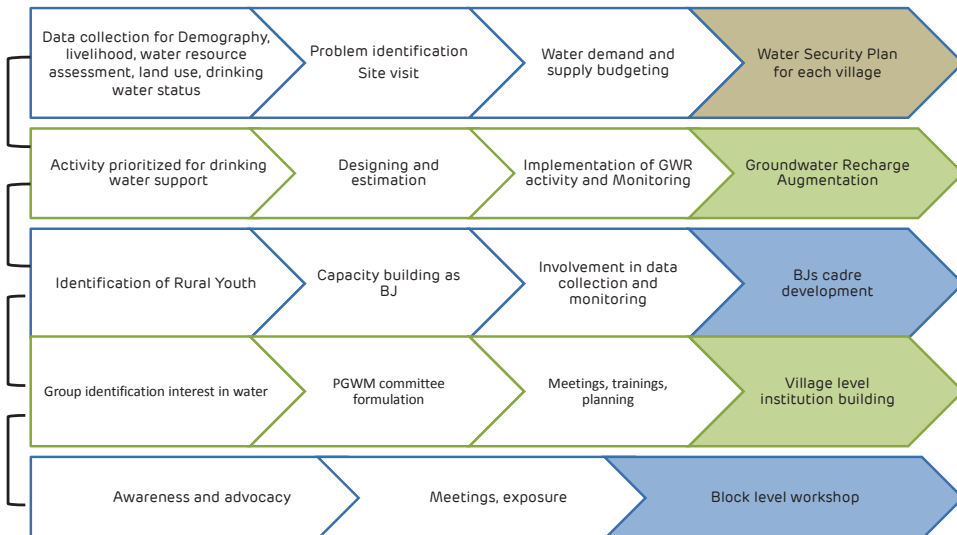 Data collection for Demography,
livelihood, water resource
assessment, land use, drinking
water status
Problem identification
Site visit
Water demand and
supply budgeting
Water Security Plan
for each village
Activity prioritized for drinking
water support
Designing and
estimation
Implementation of GWR
activity and Monitoring
Groundwater Recharge
Augmentation
Identification of Rural Youth
Capacity building as
BJ
Involvement in data
collection and
monitoring
BJs cadre
development
Group identification interest in water
PGWM committee
formulation
Meetings, trainings,
planning
Village level
institution building
Awareness and advocacy
Meetings, exposure
Block level workshop